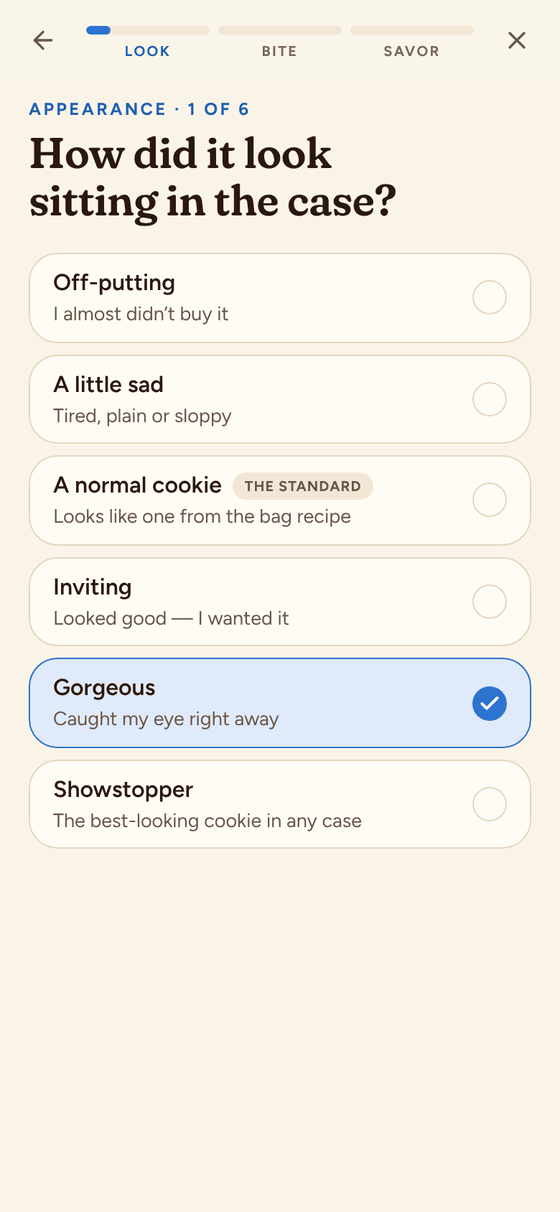 LOOK
BITE
SAVOR
APPEARANCE · 1 OF 6
How did it look
sitting in the case?
Off-putting
I almost didn’t buy it
A little sad
Tired, plain or sloppy
A normal cookie THE STANDARD
Looks like one from the bag recipe
Inviting
Looked good — I wanted it
Gorgeous
Caught my eye right away
Showstopper
The best-looking cookie in any case